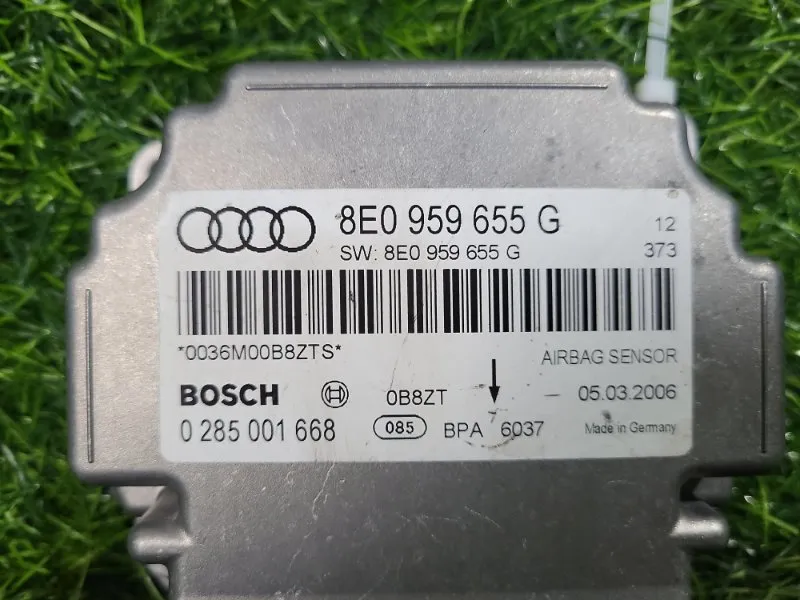 8E0 959 655 G 12
SW: 8E0 959 655 G 373
*0036M00B8ZTS* AIRBAG SENSOR
BOSCH 0B8ZT 05.03.2006
0 285 001 668 085 BPA 6037 Made in Germany